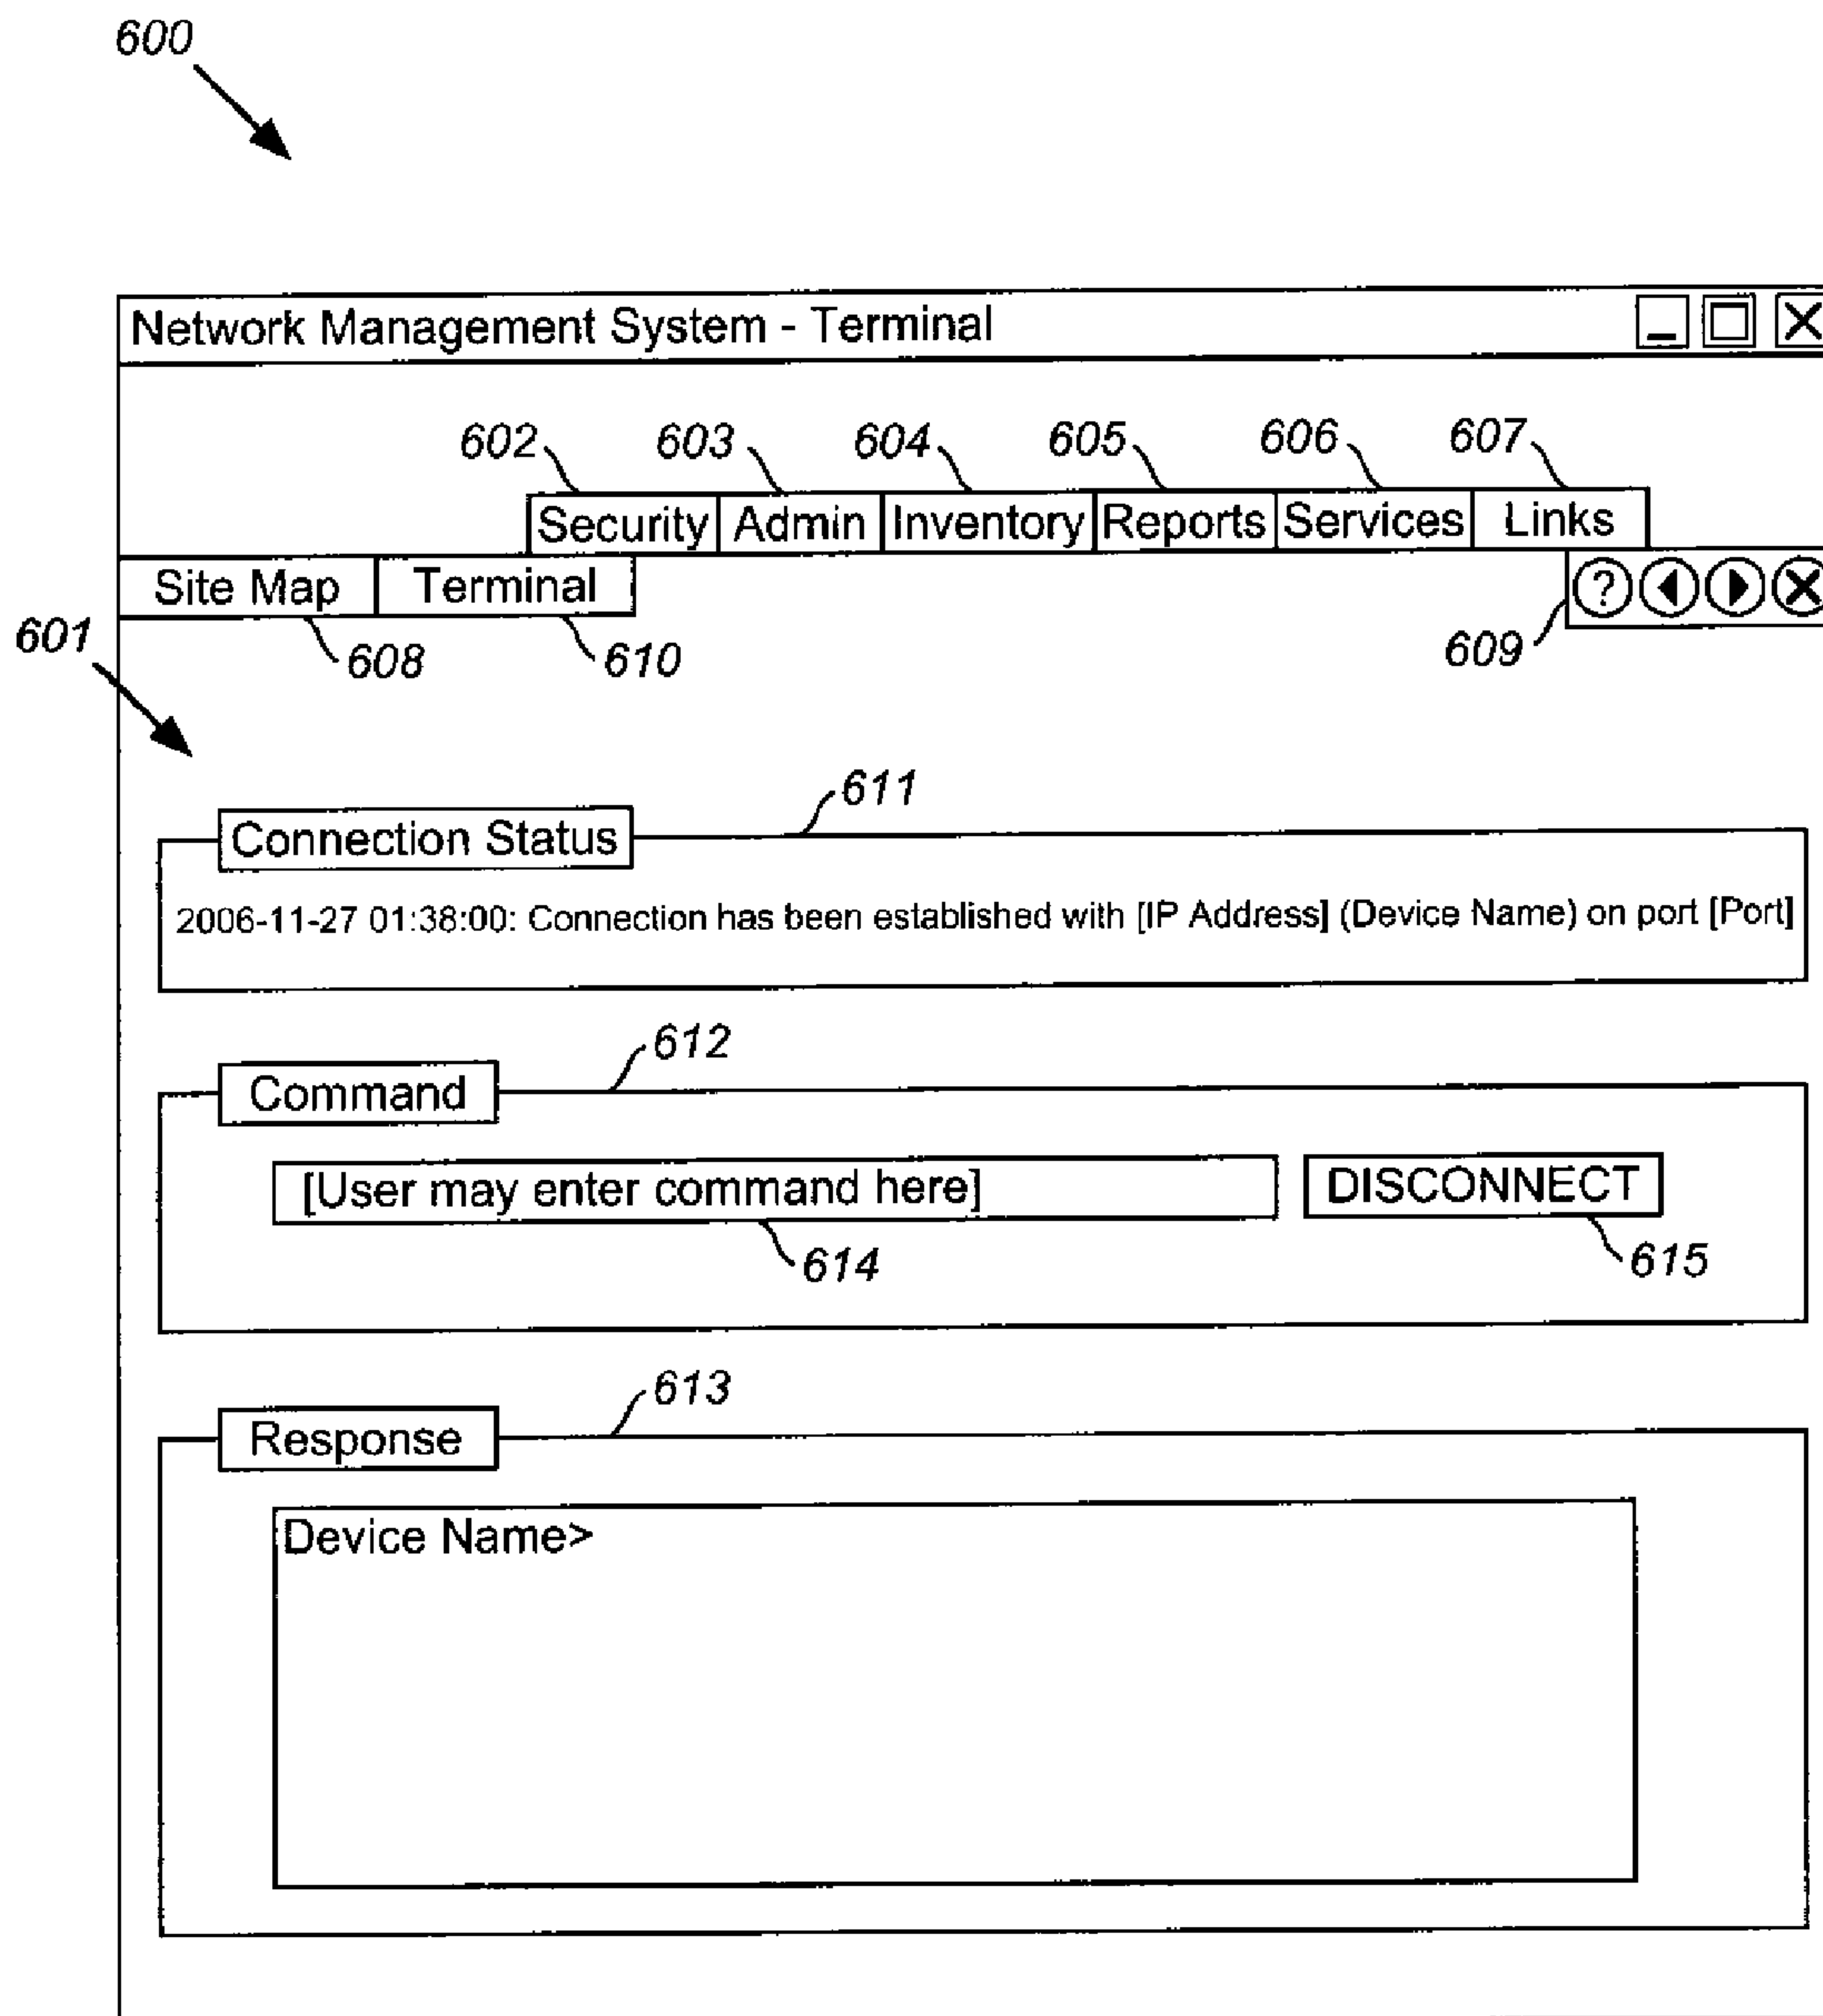 600
Network Management System - Terminal
602 603 604 605 606 607
Security Admin Inventory Reports Services Links
Site Map Terminal ?
601 608 610 609
611
Connection Status
2006-11-27 01:38:00: Connection has been established with [IP Address] (Device Name) on port [Port]
612
Command
[User may enter command here] DISCONNECT
614 615
613
Response
Device Name>